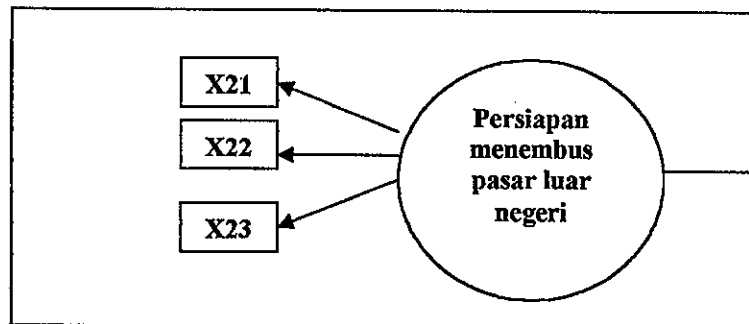 X21
X22
X23
Persiapan
menembus
pasar luar
negeri